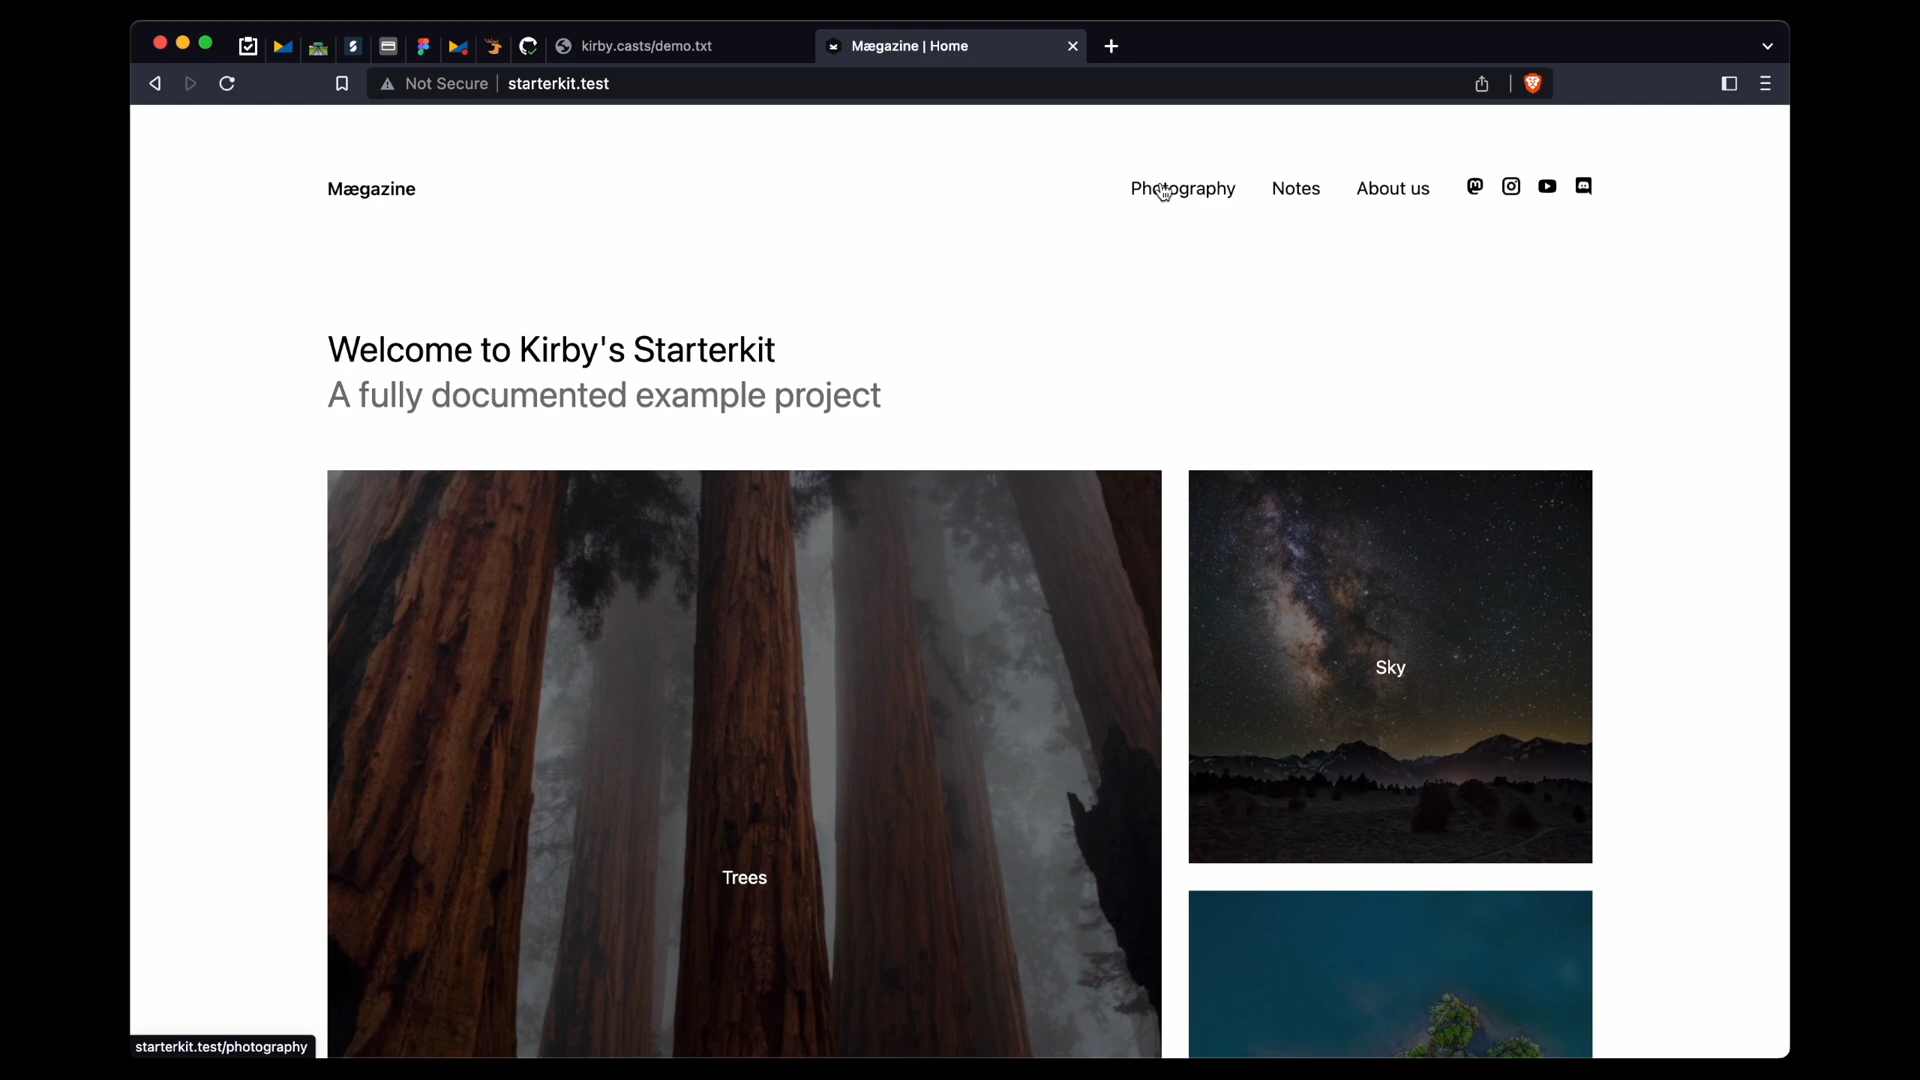 kirby.casts/demo.txt
Mægazine | Home
Not Secure
starterkit.test
Mægazine
Photography
Notes
About us
Welcome to Kirby's Starterkit
A fully documented example project
Trees
Sky
starterkit.test/photography